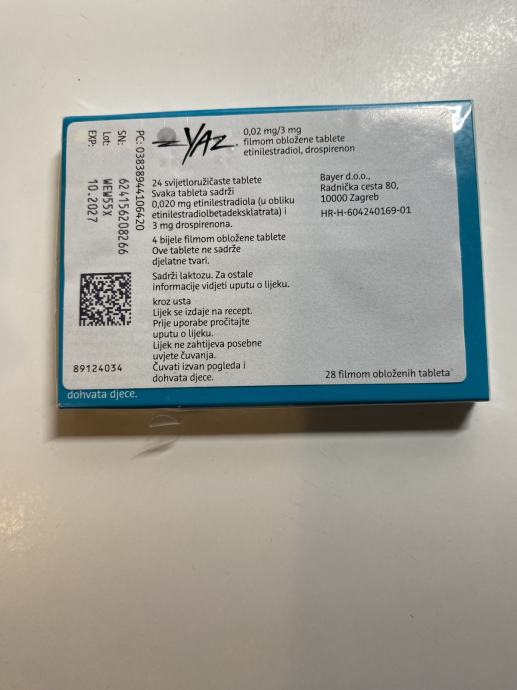 YAZ
0,02 mg/3 mg
filmom obložene tablete
etinilestradiol, drospirenon
24 svijetloružičaste tablete
Svaka tableta sadrži
0,020 mg etinilestradiola (u obliku
etinilestradiolbetadeksklatrata) i
3 mg drospirenona.
4 bijele filmom obložene tablete
Ove tablete ne sadrže
djelatne tvari.
Sadrži laktozu. Za ostale
informacije vidjeti uputu o lijeku.
kroz usta
Lijek se izdaje na recept.
Prije uporabe pročitajte
uputu o lijeku.
Lijek ne zahtijeva posebne
uvjete čuvanja.
Čuvati izvan pogleda i
dohvata djece.
Bayer d.o.o.,
Radnička cesta 80,
10000 Zagreb
HR-H-604240169-01
28 filmom obloženih tableta
PC: 03838944106420
SN: 624156208266
Lot: WEW55X
EXP: 10.2027
89124034
dohvata djece.